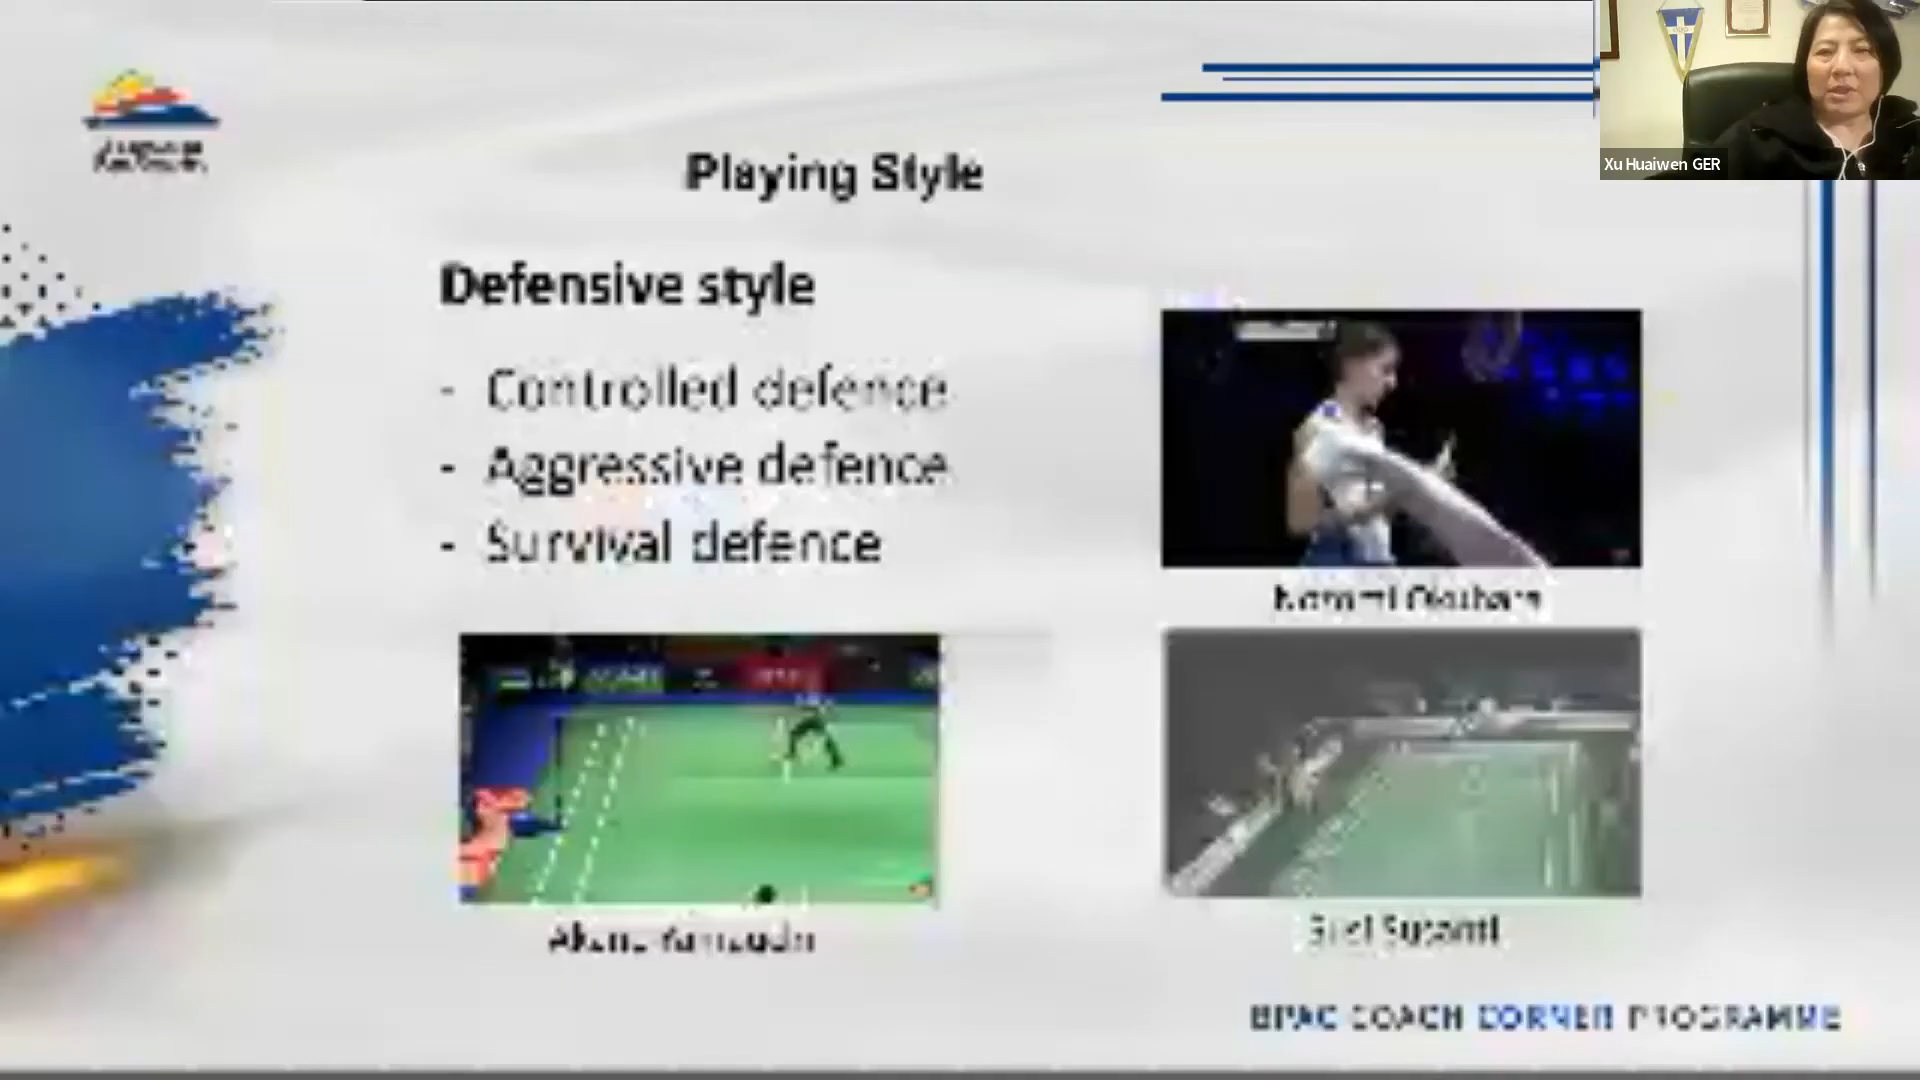 Xu Huaiwen GER
Playing Style
Defensive style
- Controlled defence
- Aggressive defence
- Survival defence
Nozomi Okuhara
Akane Yamaguchi
Susi Susanti
BPAC COACH CORNER PROGRAMME